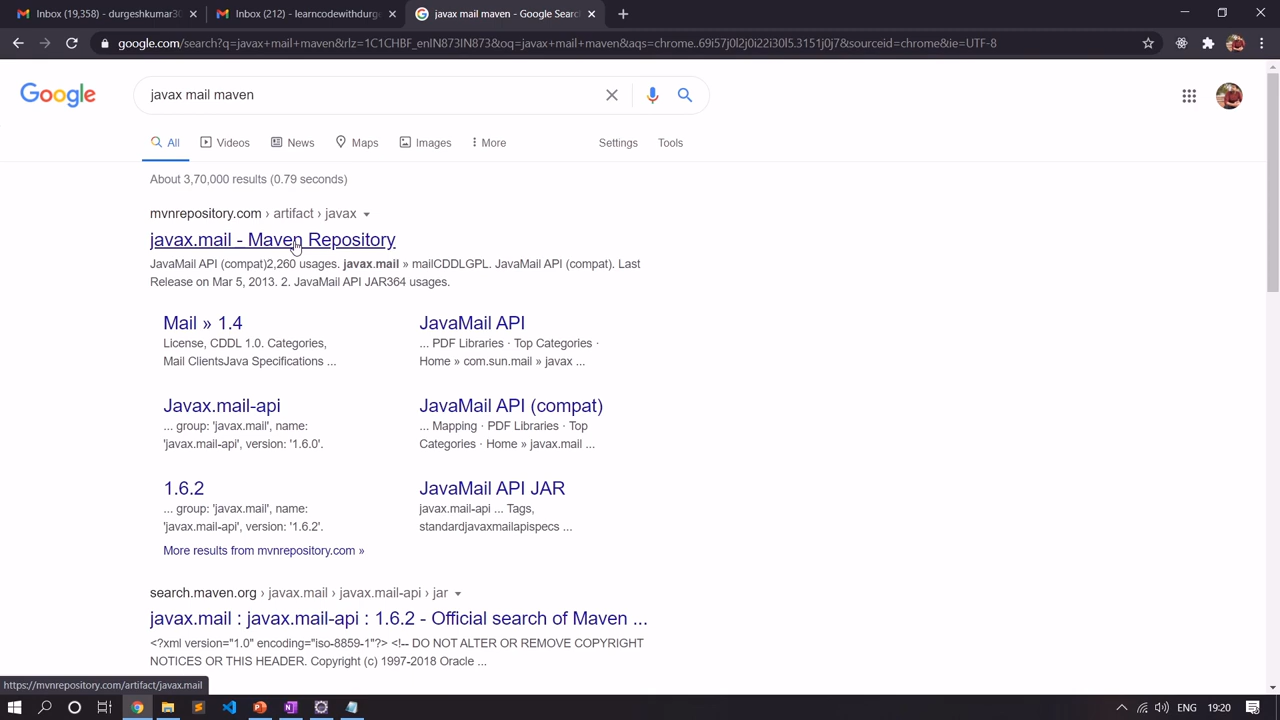 Inbox (19,358) - durgeshkumar3
Inbox (212) - learncodewithdurg
javax mail maven - Google Searc
google.com/search?q=javax+mail+maven&rlz=1C1CHBF_enIN873IN873&oq=javax+mail+maven&aqs=chrome..69i57j0l2j0i22i30l5.3151j0j7&sourceid=chrome&ie=UTF-8
Google
javax mail maven
All
Videos
News
Maps
Images
More
Settings
Tools
About 3,70,000 results (0.79 seconds)
mvnrepository.com › artifact › javax
javax.mail - Maven Repository
JavaMail API (compat)2,260 usages. javax.mail » mailCDDLGPL. JavaMail API (compat). Last
Release on Mar 5, 2013. 2. JavaMail API JAR364 usages.
Mail » 1.4
License, CDDL 1.0. Categories,
Mail ClientsJava Specifications ...
JavaMail API
... PDF Libraries · Top Categories ·
Home » com.sun.mail » javax ...
Javax.mail-api
... group: 'javax.mail', name:
'javax.mail-api', version: '1.6.0'.
JavaMail API (compat)
... Mapping · PDF Libraries · Top
Categories · Home » javax.mail ...
1.6.2
... group: 'javax.mail', name:
'javax.mail-api', version: '1.6.2'.
JavaMail API JAR
javax.mail-api ... Tags,
standardjavaxmailapispecs ...
More results from mvnrepository.com »
search.maven.org › javax.mail › javax.mail-api › jar
javax.mail : javax.mail-api : 1.6.2 - Official search of Maven ...
<?xml version="1.0" encoding="iso-8859-1"?> <!-- DO NOT ALTER OR REMOVE COPYRIGHT
NOTICES OR THIS HEADER. Copyright (c) 1997-2018 Oracle ...
https://mvnrepository.com/artifact/javax.mail
ENG
19:20